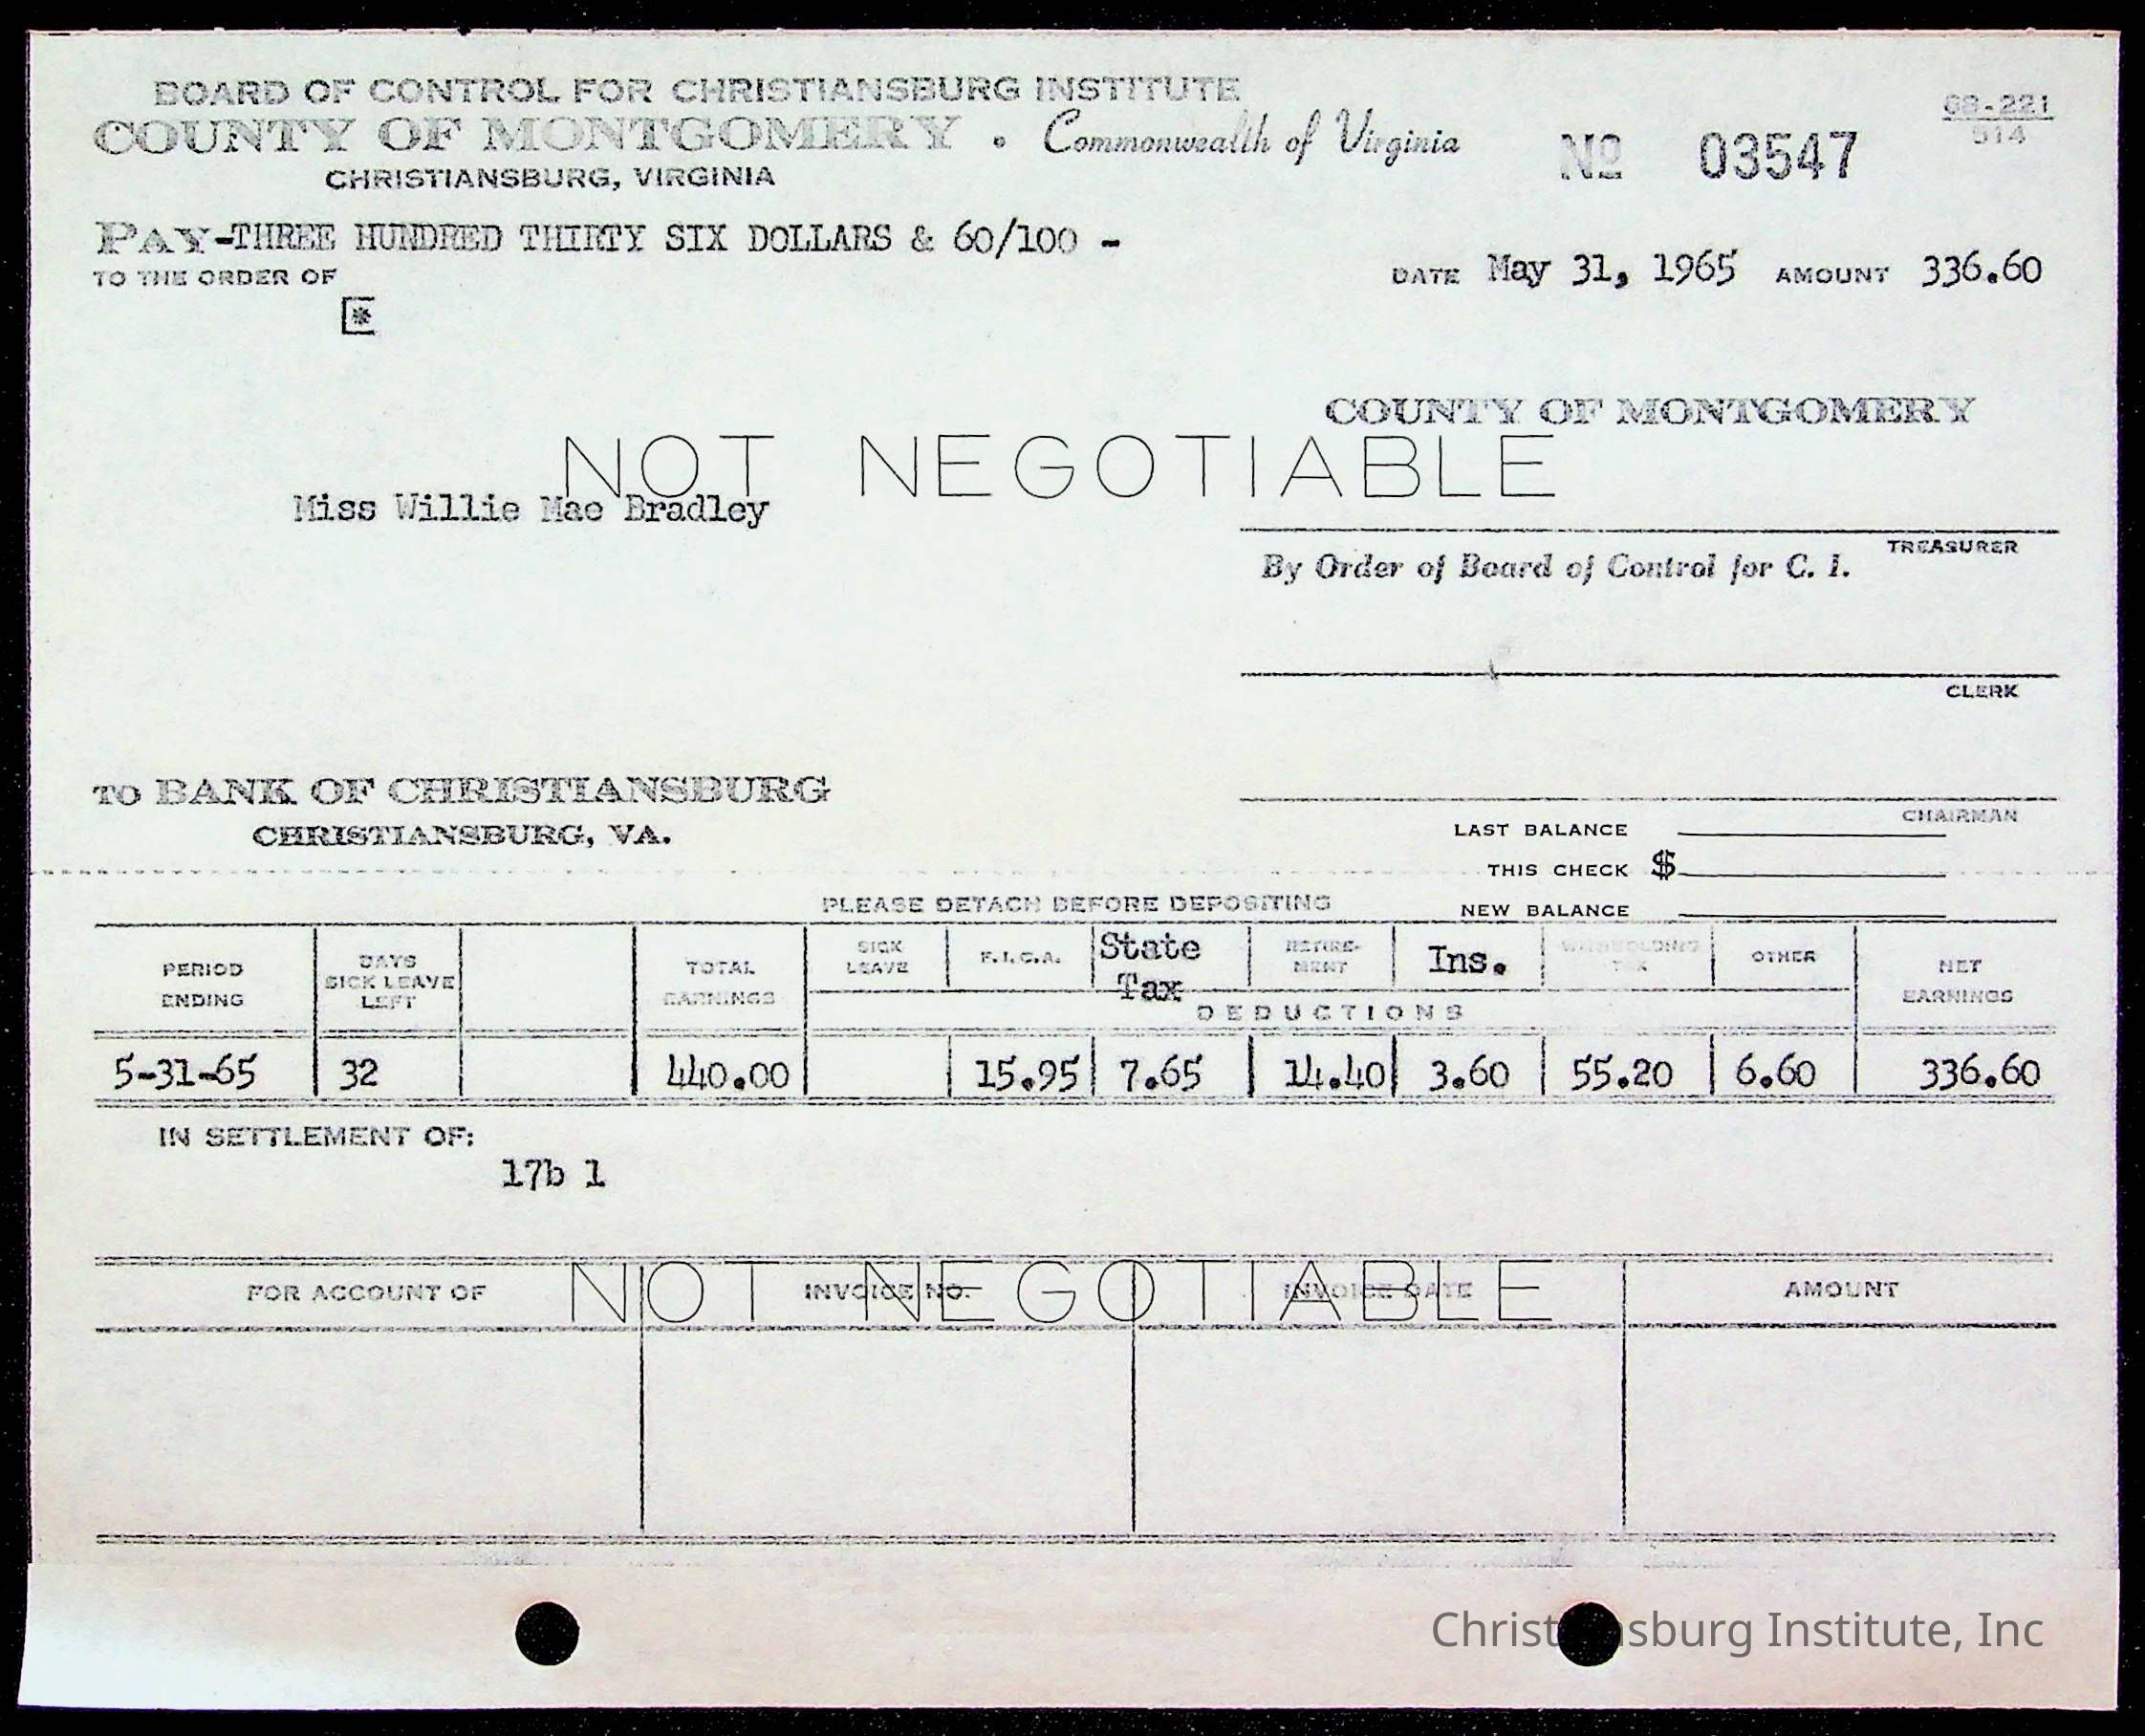 BOARD OF CONTROL FOR CHRISTIANSBURG INSTITUTE
COUNTY OF MONTGOMERY • Commonwealth of Virginia
CHRISTIANSBURG, VIRGINIA
Nº 03547
68-221
514
PAY-THREE HUNDRED THIRTY SIX DOLLARS & 60/100 -
TO THE ORDER OF
DATE May 31, 1965 AMOUNT 336.60
[*
COUNTY OF MONTGOMERY
NOT NEGOTIABLE
Miss Willie Mae Bradley
TREASURER
By Order of Board of Control for C. I.
CLERK
TO BANK OF CHRISTIANSBURG
CHRISTIANSBURG, VA.
CHAIRMAN
LAST BALANCE
THIS CHECK $
NEW BALANCE
PLEASE DETACH BEFORE DEPOSITING
PERIOD ENDING
DAYS SICK LEAVE LEFT
TOTAL EARNINGS
SICK LEAVE
F.I.C.A.
State Tax
RETIRE-MENT
Ins.
WITHHOLDING TAX
OTHER
NET EARNINGS
DEDUCTIONS
5-31-65 32 440.00 15.95 7.65 14.40 3.60 55.20 6.60 336.60
IN SETTLEMENT OF:
17b 1
NOT NEGOTIABLE
FOR ACCOUNT OF INVOICE NO. INVOICE DATE AMOUNT
Christiansburg Institute, Inc